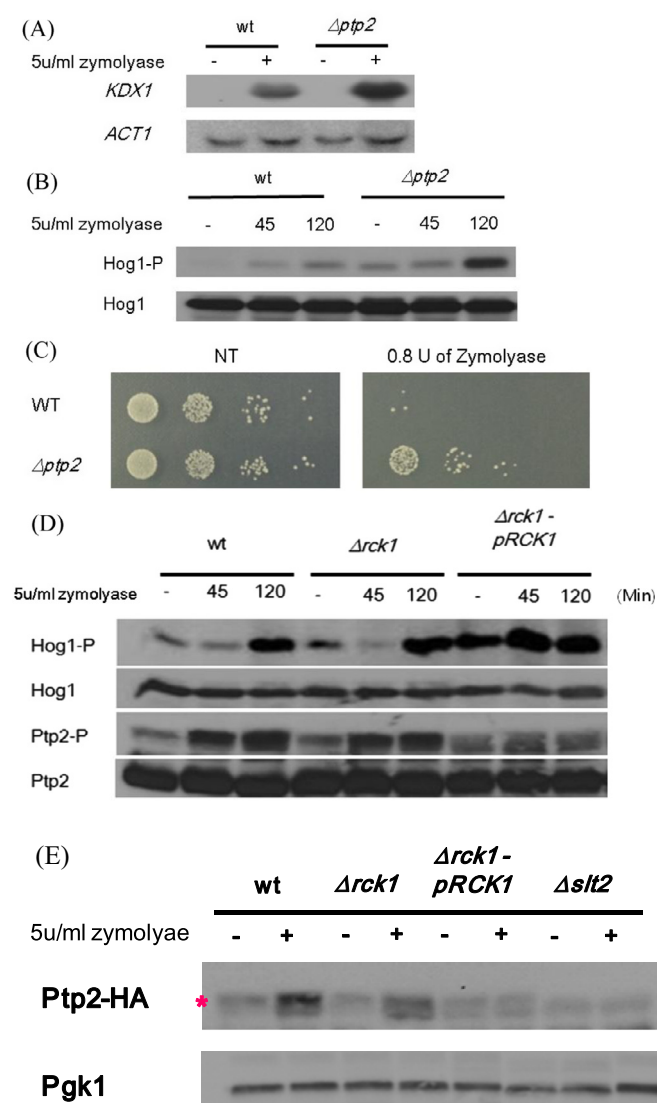 (A)
wt Δptp2
5u/ml zymolyase - + - +
KDX1
ACT1
(B)
wt Δptp2
5u/ml zymolyase - 45 120 - 45 120
Hog1-P
Hog1
(C)
NT 0.8 U of Zymolyase
WT
Δptp2
(D)
wt Δrck1 Δrck1 - pRCK1
5u/ml zymolyase - 45 120 - 45 120 - 45 120 (Min)
Hog1-P
Hog1
Ptp2-P
Ptp2
(E)
wt Δrck1 Δrck1 - pRCK1 Δslt2
5u/ml zymolyae - + - + - + - +
Ptp2-HA *
Pgk1